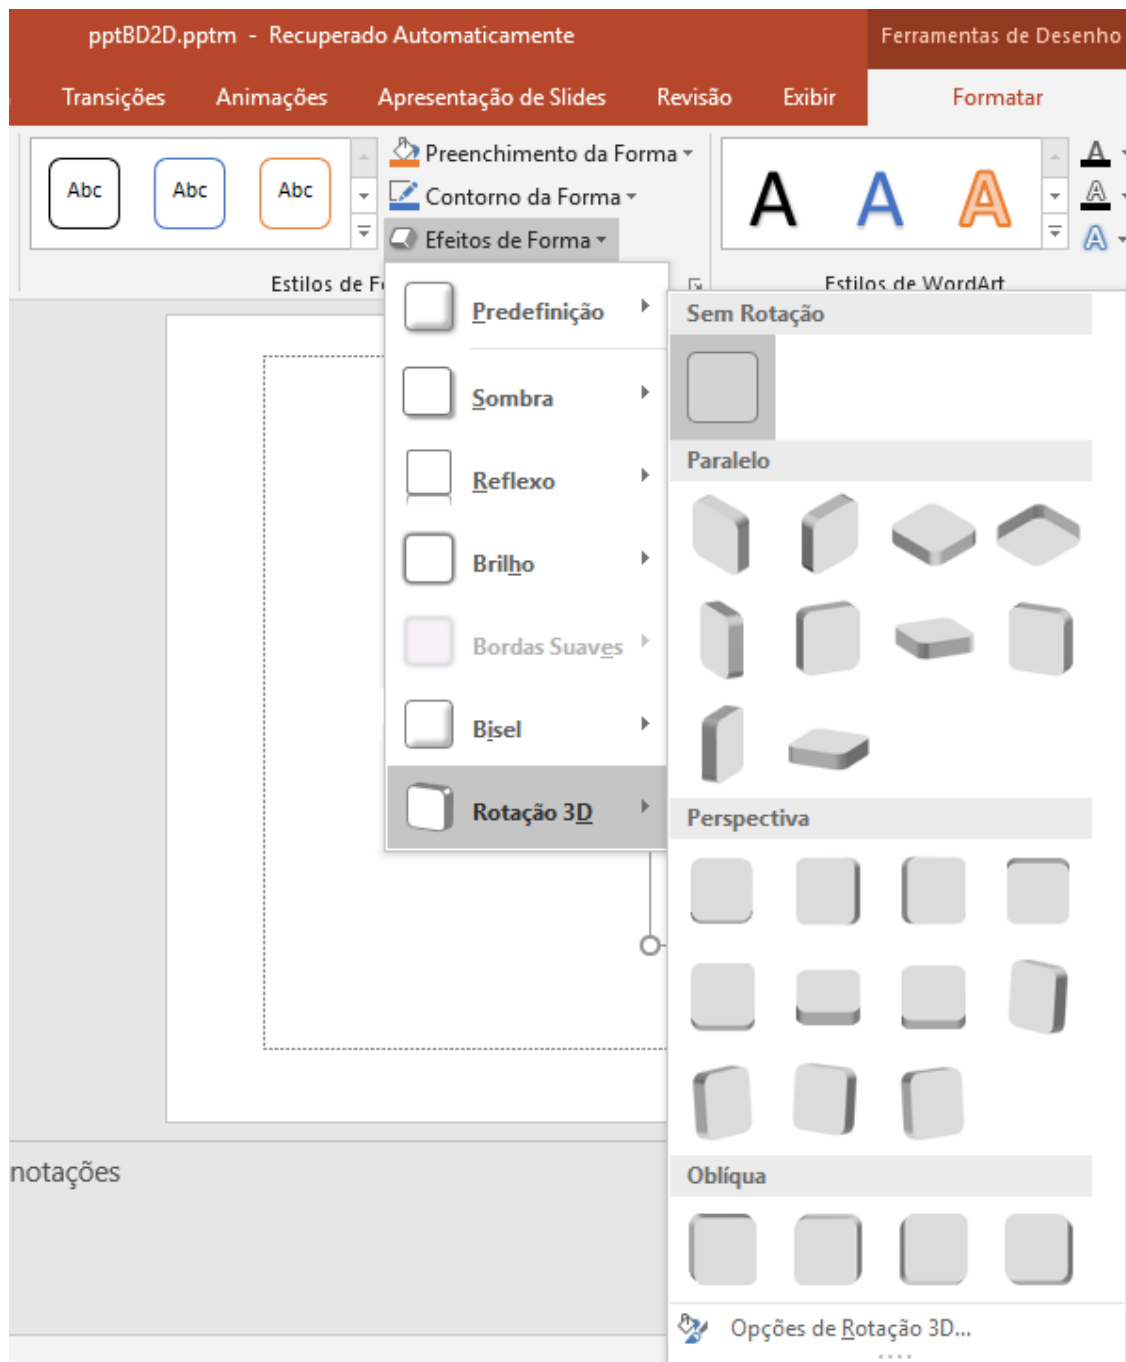 pptBD2D.pptm - Recuperado Automaticamente
Ferramentas de Desenho
Transições Animações Apresentação de Slides Revisão Exibir Formatar
Abc Abc Abc
Preenchimento da Forma
Contorno da Forma
Efeitos de Forma
A A A
A
A
A
Estilos de F
Estilos de WordArt
Predefinição
Sombra
Reflexo
Brilho
Bordas Suaves
Bisel
Rotação 3D
Sem Rotação
Paralelo
Perspectiva
Oblíqua
Opções de Rotação 3D...
notações